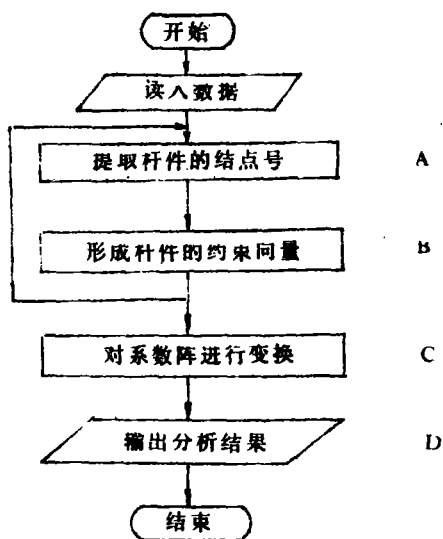 开始
读入数据
提取杆件的结点号 A
形成杆件的约束向量 B
对系数阵进行变换 C
输出分析结果 D
结束